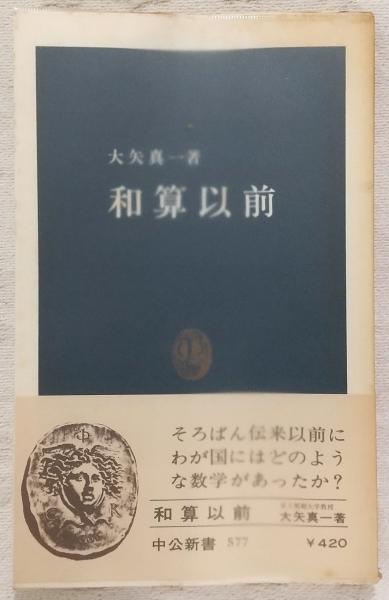 大矢真一著
和算以前
そろばん伝来以前に
わが国にはどのよう
な数学があったか？
和算以前
大矢真一著
中公新書 577 ￥420